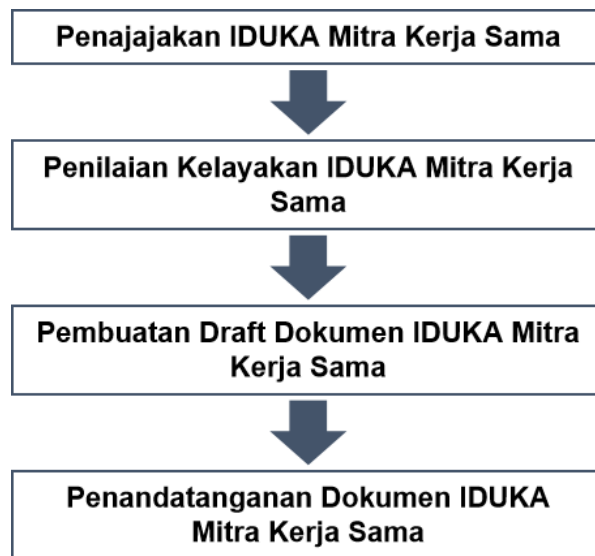 Penajajakan IDUKA Mitra Kerja Sama
Penilaian Kelayakan IDUKA Mitra Kerja
Sama
Pembuatan Draft Dokumen IDUKA Mitra
Kerja Sama
Penandatanganan Dokumen IDUKA
Mitra Kerja Sama